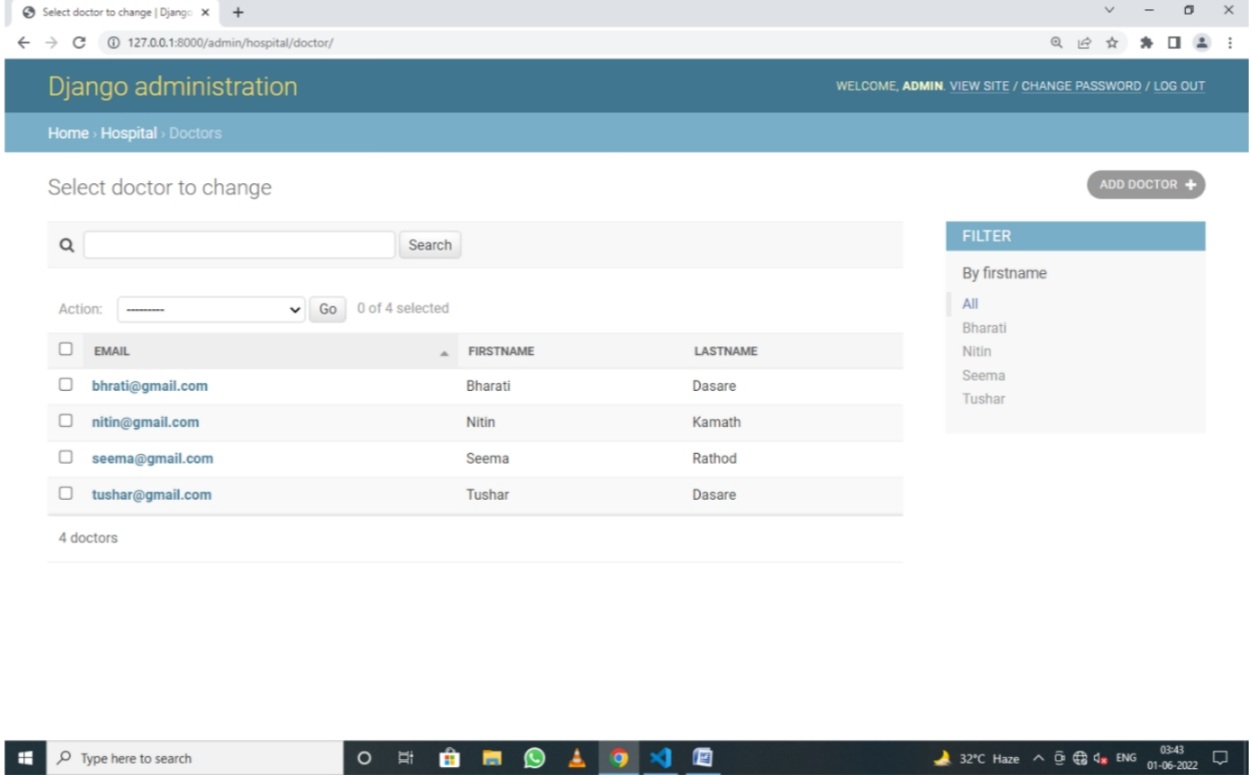 Select doctor to change | Django
127.0.0.1:8000/admin/hospital/doctor/
Django administration
WELCOME, ADMIN. VIEW SITE / CHANGE PASSWORD / LOG OUT
Home › Hospital › Doctors
Select doctor to change
ADD DOCTOR +
Search
FILTER
By firstname
All
Bharati
Nitin
Seema
Tushar
Action: --------- Go 0 of 4 selected
EMAIL FIRSTNAME LASTNAME
bhrati@gmail.com Bharati Dasare
nitin@gmail.com Nitin Kamath
seema@gmail.com Seema Rathod
tushar@gmail.com Tushar Dasare
4 doctors
Type here to search
32°C Haze ENG 03:43
01-06-2022